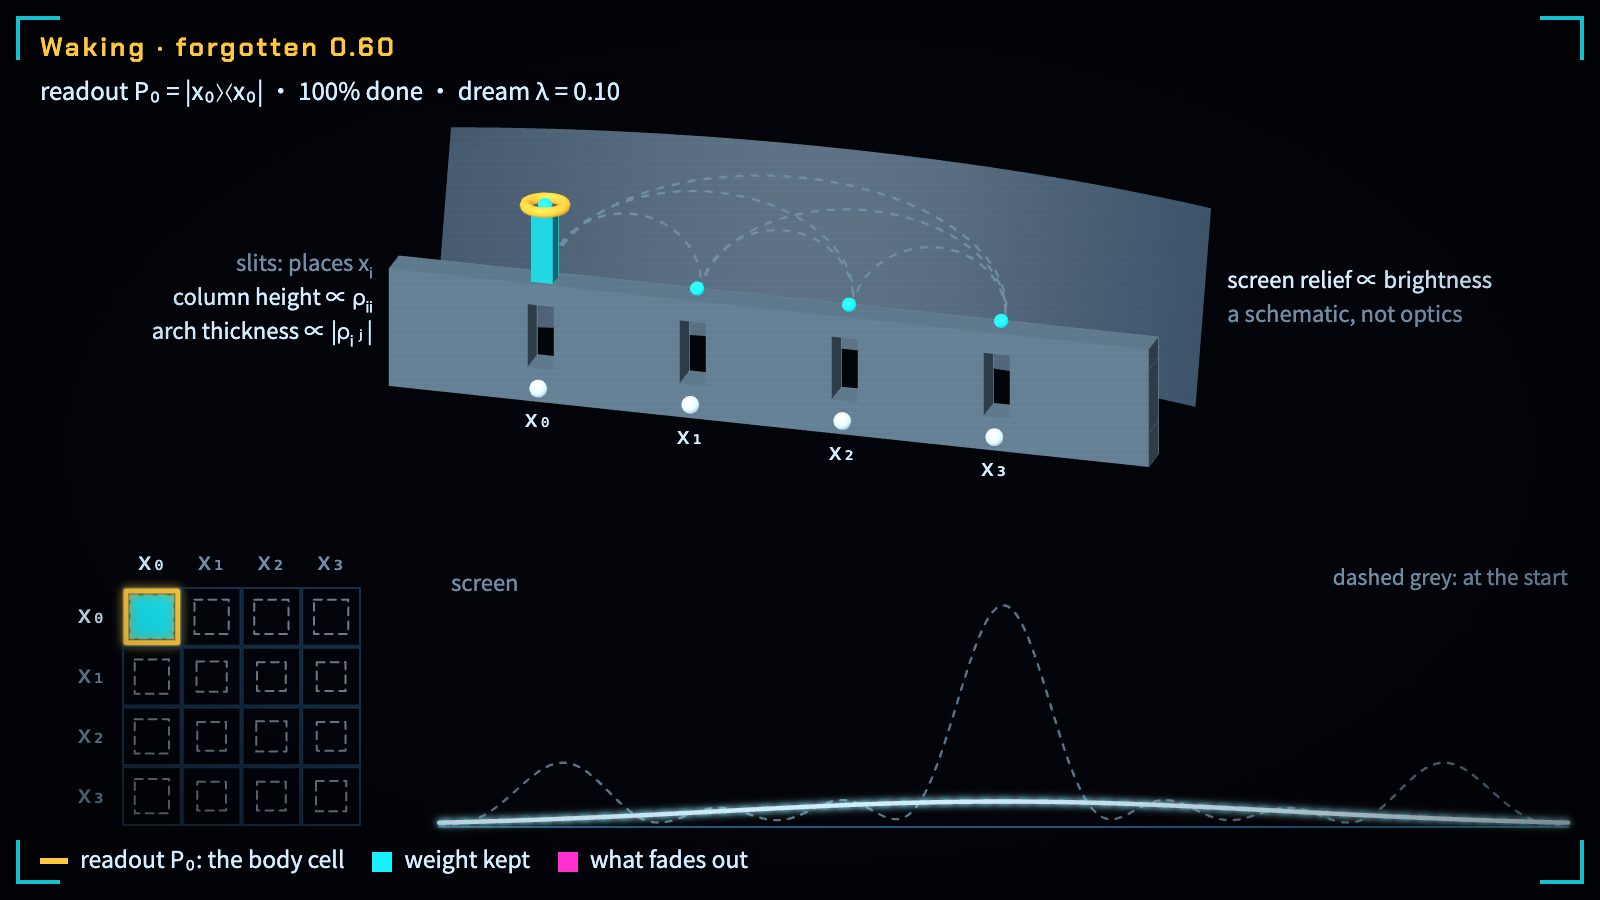 Waking · forgotten 0.60
readout P₀ = |x₀⟩⟨x₀| • 100% done • dream λ = 0.10
slits: places xᵢ
column height ∝ ρᵢᵢ
arch thickness ∝ |ρᵢⱼ|
screen relief ∝ brightness
a schematic, not optics
x₀
x₁
x₂
x₃
x₀ x₁ x₂ x₃
x₀
x₁
x₂
x₃
screen
dashed grey: at the start
readout P₀: the body cell
weight kept
what fades out